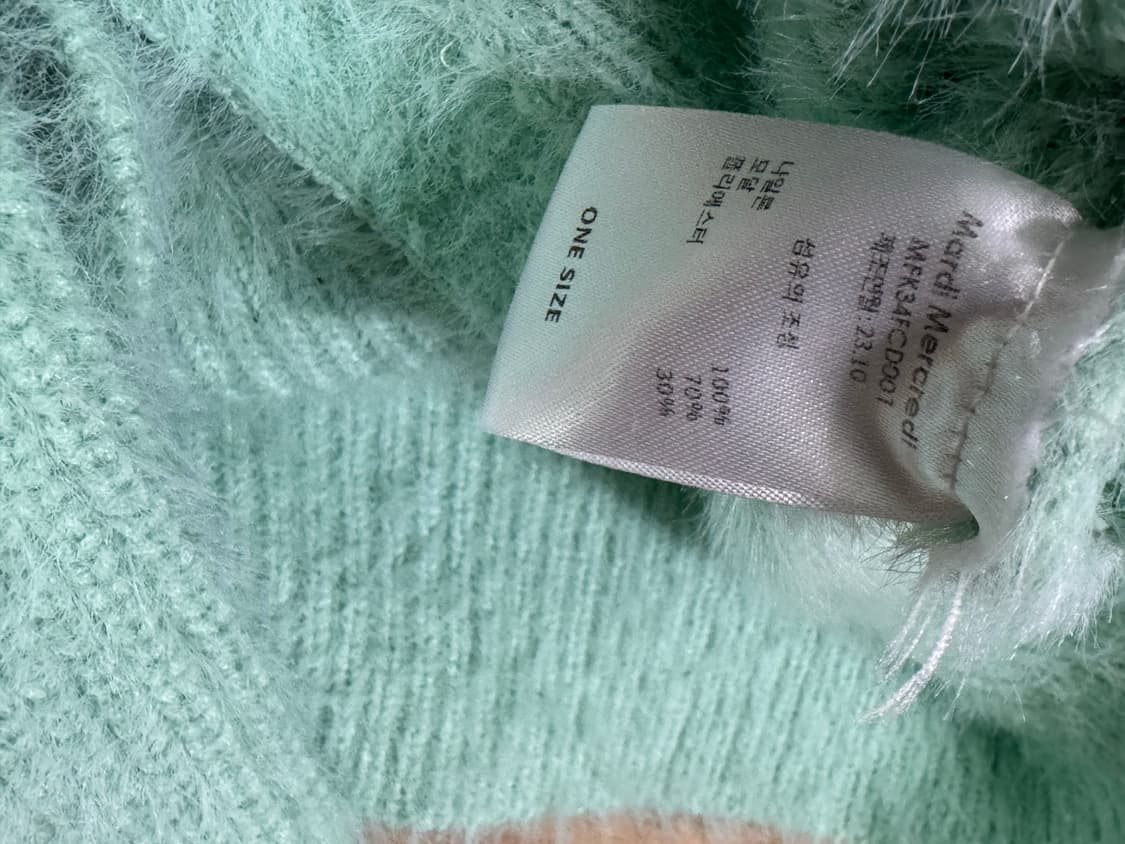 Mardi Mercredi
MFK34FCD001
제조연월: 23.10
섬유의 조성
나일론 100%
모달 70%
폴리에스터 30%
ONE SIZE